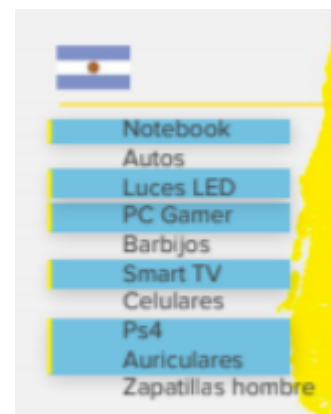 Notebook
Autos
Luces LED
PC Gamer
Barbijos
Smart TV
Celulares
Ps4
Auriculares
Zapatillas hombre